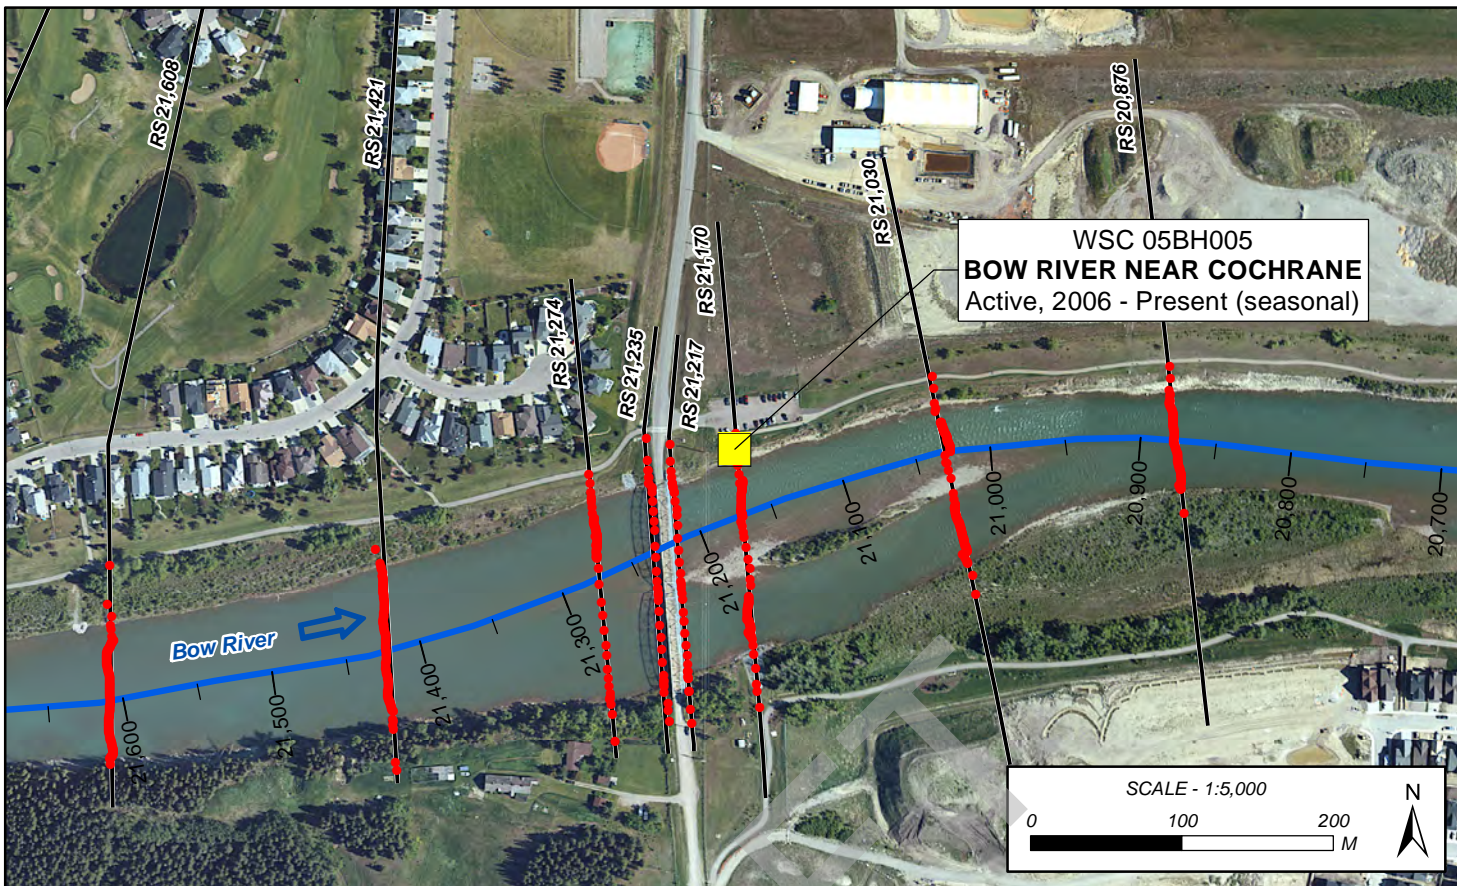 RS 21,608
RS 21,421
RS 21,274
RS 21,235
RS 21,217
RS 21,170
RS 21,030
RS 20,876
WSC 05BH005
BOW RIVER NEAR COCHRANE
Active, 2006 - Present (seasonal)
Bow River
21,600
21,500
21,400
21,300
21,200
21,100
21,000
20,900
20,800
20,700
SCALE - 1:5,000
0 100 200
M
N